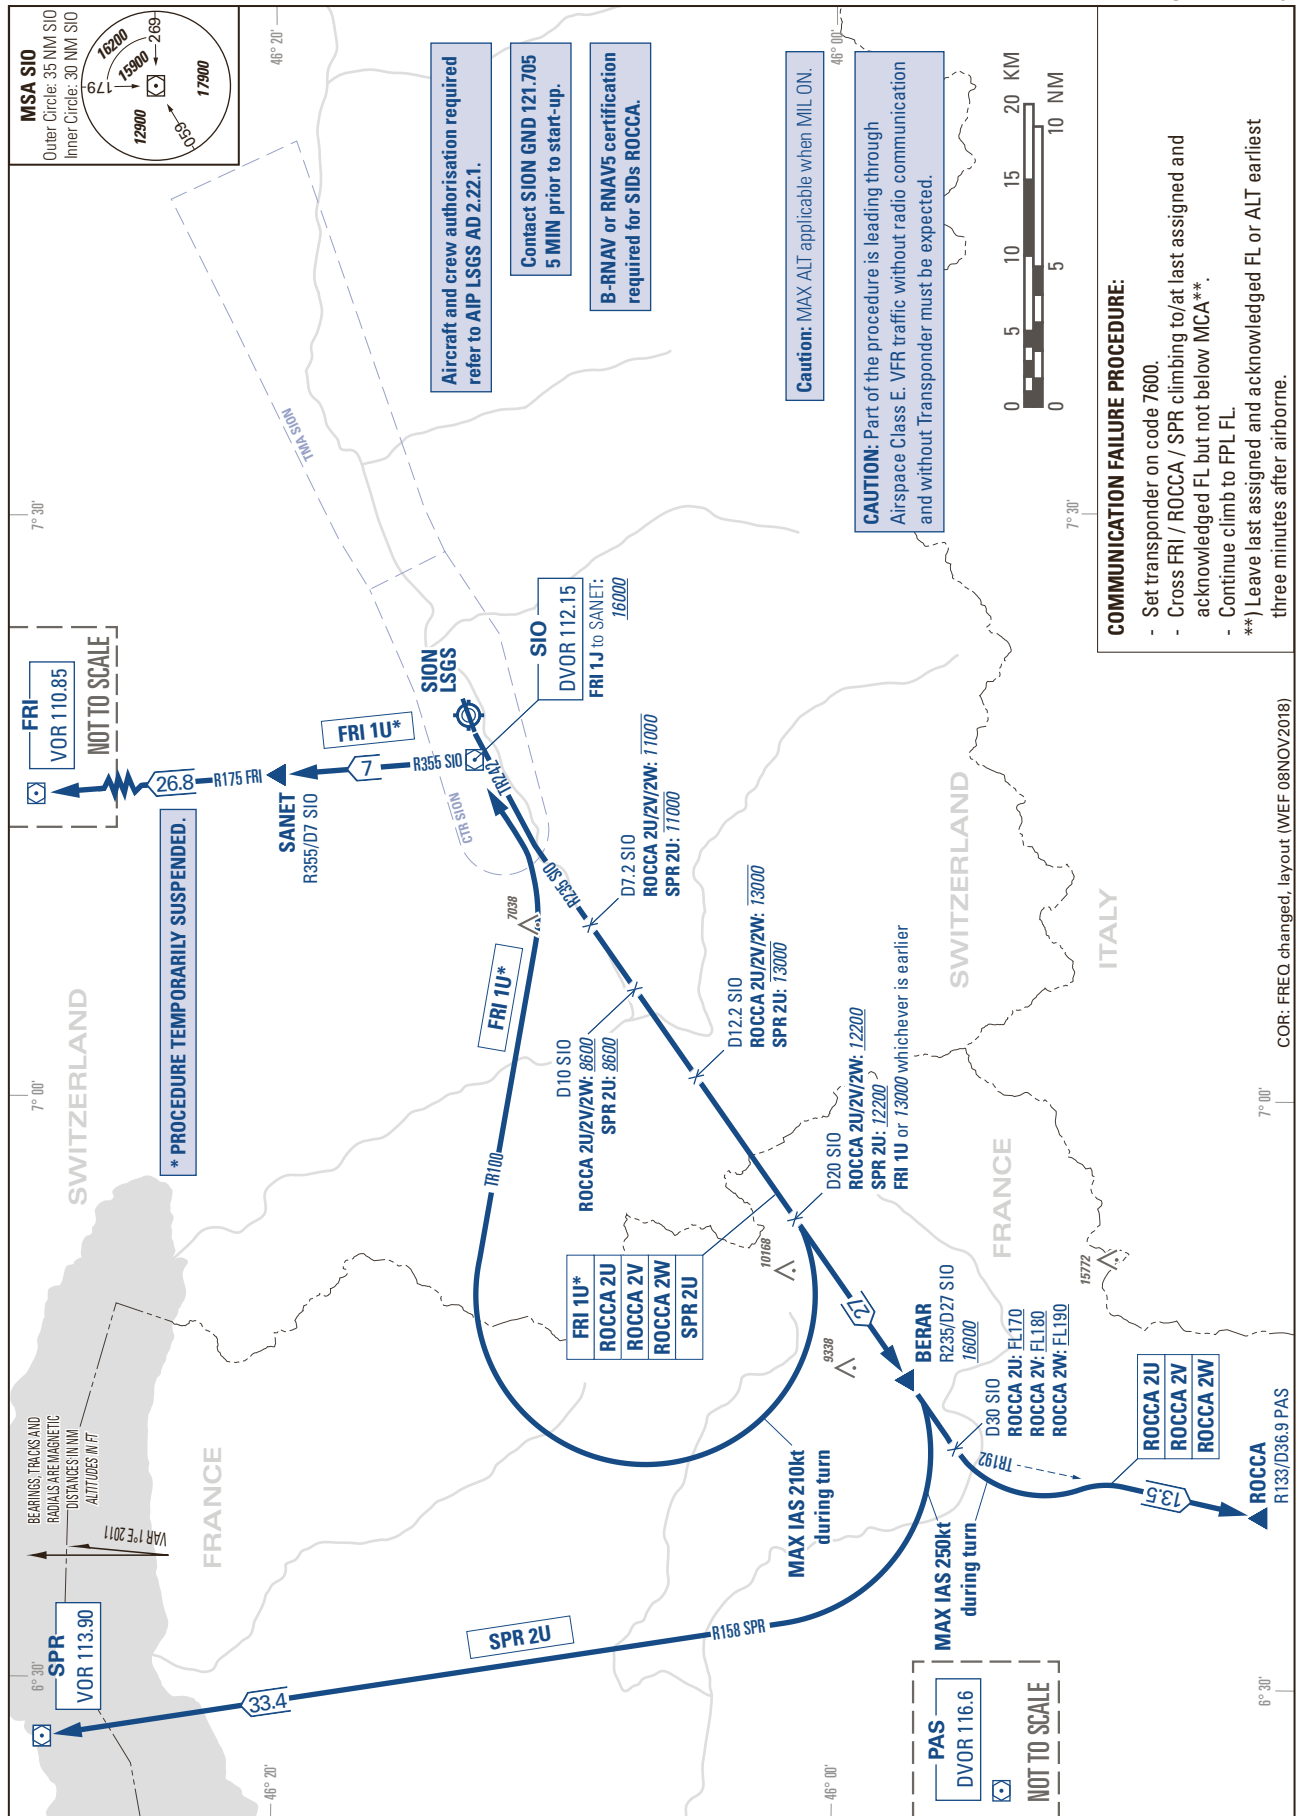 MSA SIO
Outer Circle: 35 NM SIO
Inner Circle: 30 NM SIO
16200
15900
269
179
12900
059
17900
46° 20'
46° 00'
7° 30'
7° 30'
7° 00'
7° 00'
6° 30'
6° 30'
46° 20'
46° 00'
Aircraft and crew authorisation required
refer to AIP LSGS AD 2.22.1.
Contact SION GND 121.705
5 MIN prior to start-up.
B-RNAV or RNAV5 certification
required for SIDs ROCCA.
Caution: MAX ALT applicable when MIL ON.
CAUTION: Part of the procedure is leading through
Airspace Class E. VFR traffic without radio communication
and without Transponder must be expected.
0 5 10 15 20 KM
0 5 10 NM
COMMUNICATION FAILURE PROCEDURE:
- Set transponder on code 7600.
- Cross FRI / ROCCA / SPR climbing to/at last assigned and
acknowledged FL but not below MCA**.
- Continue climb to FPL FL.
**) Leave last assigned and acknowledged FL or ALT earliest
three minutes after airborne.
TMA SION
CTR SION
FRI
VOR 110.85
NOT TO SCALE
26.8
R175 FRI
SANET
R355/D7 SIO
FRI 1U*
7
R355 SIO
SION
LSGS
SIO
DVOR 112.15
FRI 1J to SANET:
16000
* PROCEDURE TEMPORARILY SUSPENDED.
SWITZERLAND
TR242
R235 SIO
7038
FRI 1U*
TR100
D7.2 SIO
ROCCA 2U/2V/2W: 11000
SPR 2U: 11000
D10 SIO
ROCCA 2U/2V/2W: 8600
SPR 2U: 8600
D12.2 SIO
ROCCA 2U/2V/2W: 13000
SPR 2U: 13000
D20 SIO
ROCCA 2U/2V/2W: 12200
SPR 2U: 12200
FRI 1U or 13000 whichever is earlier
SWITZERLAND
ITALY
FRANCE
FRI 1U*
ROCCA 2U
ROCCA 2V
ROCCA 2W
SPR 2U
10168
9338
15772
27
BERAR
R235/D27 SIO
16000
D30 SIO
ROCCA 2U: FL170
ROCCA 2V: FL180
ROCCA 2W: FL190
TR192
MAX IAS 210kt
during turn
MAX IAS 250kt
during turn
13.5
ROCCA 2U
ROCCA 2V
ROCCA 2W
ROCCA
R133/D36.9 PAS
BEARINGS, TRACKS AND
RADIALS ARE MAGNETIC
DISTANCES IN NM
ALTITUDES IN FT
VAR 1°E 2011
FRANCE
SPR
VOR 113.90
33.4
SPR 2U
R158 SPR
PAS
DVOR 116.6
NOT TO SCALE
COR: FREQ changed, layout (WEF 08NOV2018)